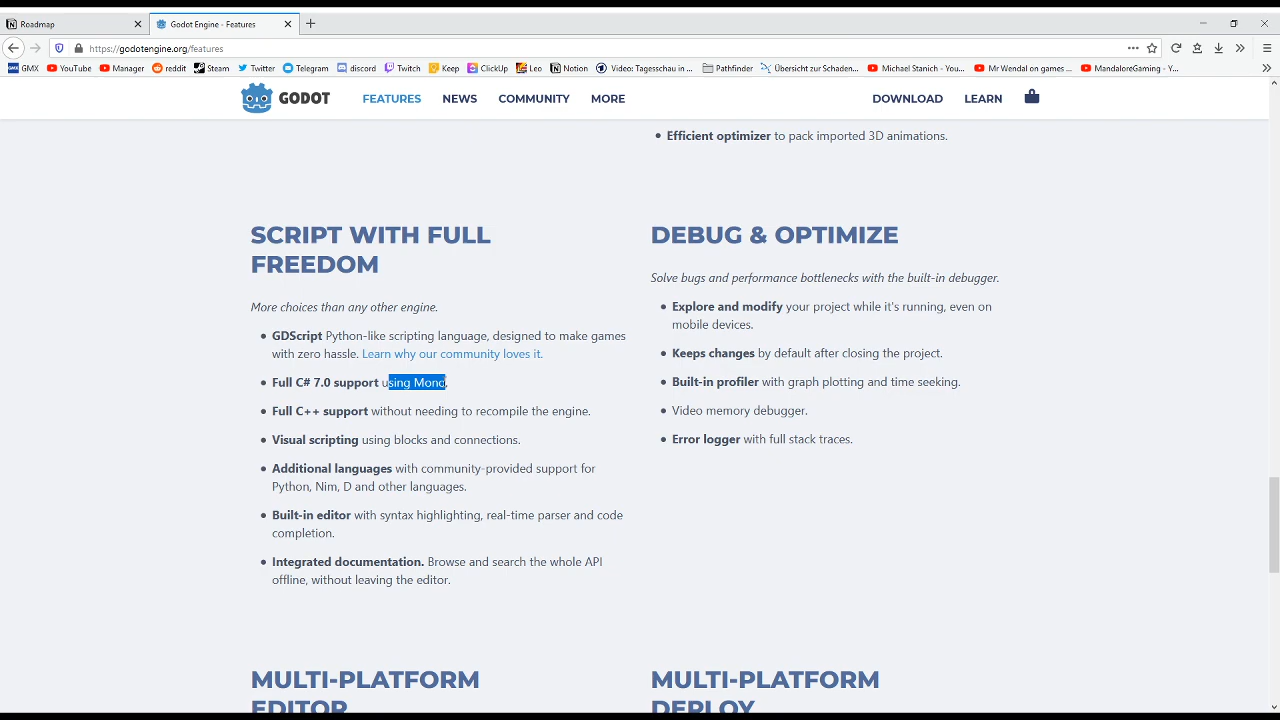 Roadmap
Godot Engine - Features
https://godotengine.org/features
GMX YouTube Manager reddit Steam Twitter Telegram discord Twitch Keep ClickUp Loo Notion Video: Tagesschau in ... Pathfinder Übersicht zur Schaden... Michael Stanich - You... Mr Wendal on games ... MandaloreGaming - Y...
GODOT FEATURES NEWS COMMUNITY MORE DOWNLOAD LEARN
Efficient optimizer to pack imported 3D animations.
SCRIPT WITH FULL
FREEDOM
More choices than any other engine.
GDScript Python-like scripting language, designed to make games
with zero hassle. Learn why our community loves it.
Full C# 7.0 support using Mono.
Full C++ support without needing to recompile the engine.
Visual scripting using blocks and connections.
Additional languages with community-provided support for
Python, Nim, D and other languages.
Built-in editor with syntax highlighting, real-time parser and code
completion.
Integrated documentation. Browse and search the whole API
offline, without leaving the editor.
DEBUG & OPTIMIZE
Solve bugs and performance bottlenecks with the built-in debugger.
Explore and modify your project while it's running, even on
mobile devices.
Keeps changes by default after closing the project.
Built-in profiler with graph plotting and time seeking.
Video memory debugger.
Error logger with full stack traces.
MULTI-PLATFORM
EDITOR
MULTI-PLATFORM
DEPLOY